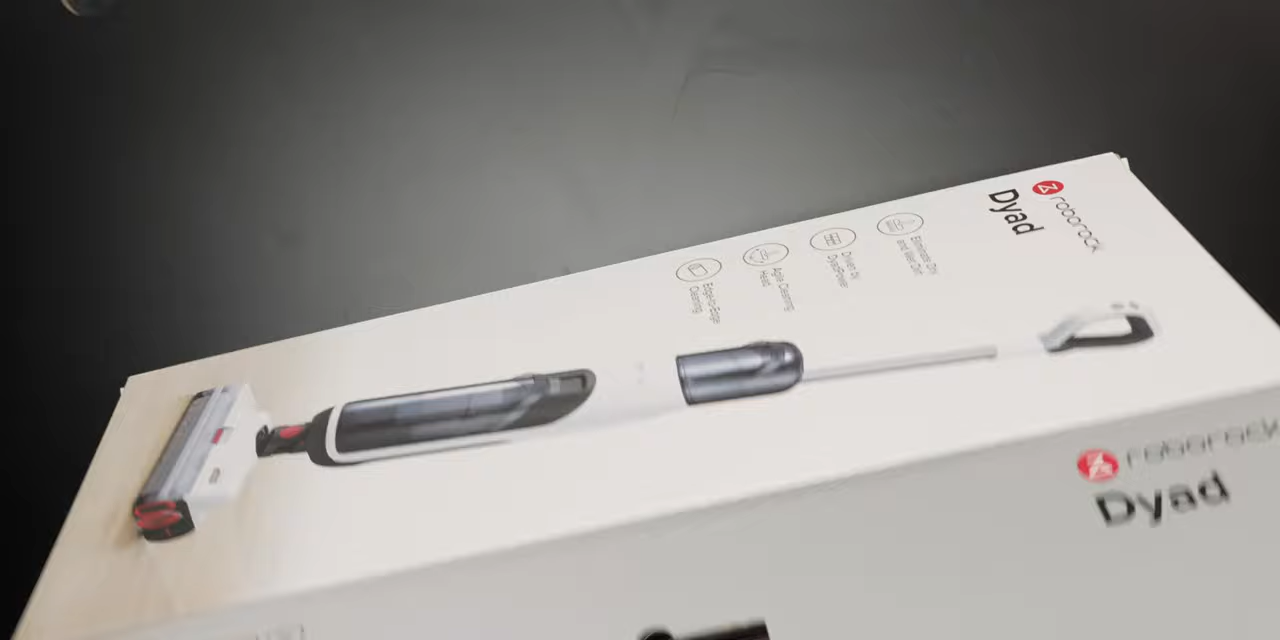 roborock
Dyad
Eliminate Dry
and Wet Dirt
Driven by
DyadPower
Agile Cleaning
Head
Edge-to-Edge
Cleaning
roborock
Dyad